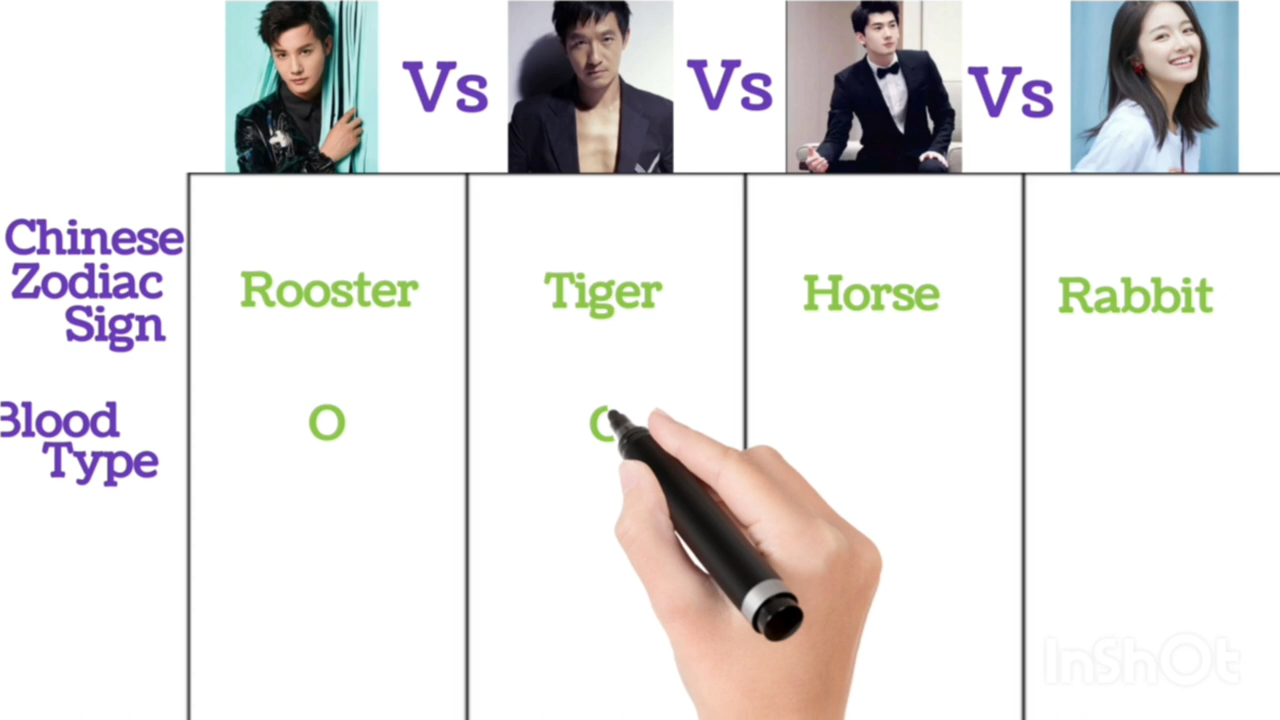 Vs Vs Vs
Chinese
Zodiac
Sign
Rooster Tiger Horse Rabbit
Blood
Type
O
InShOt